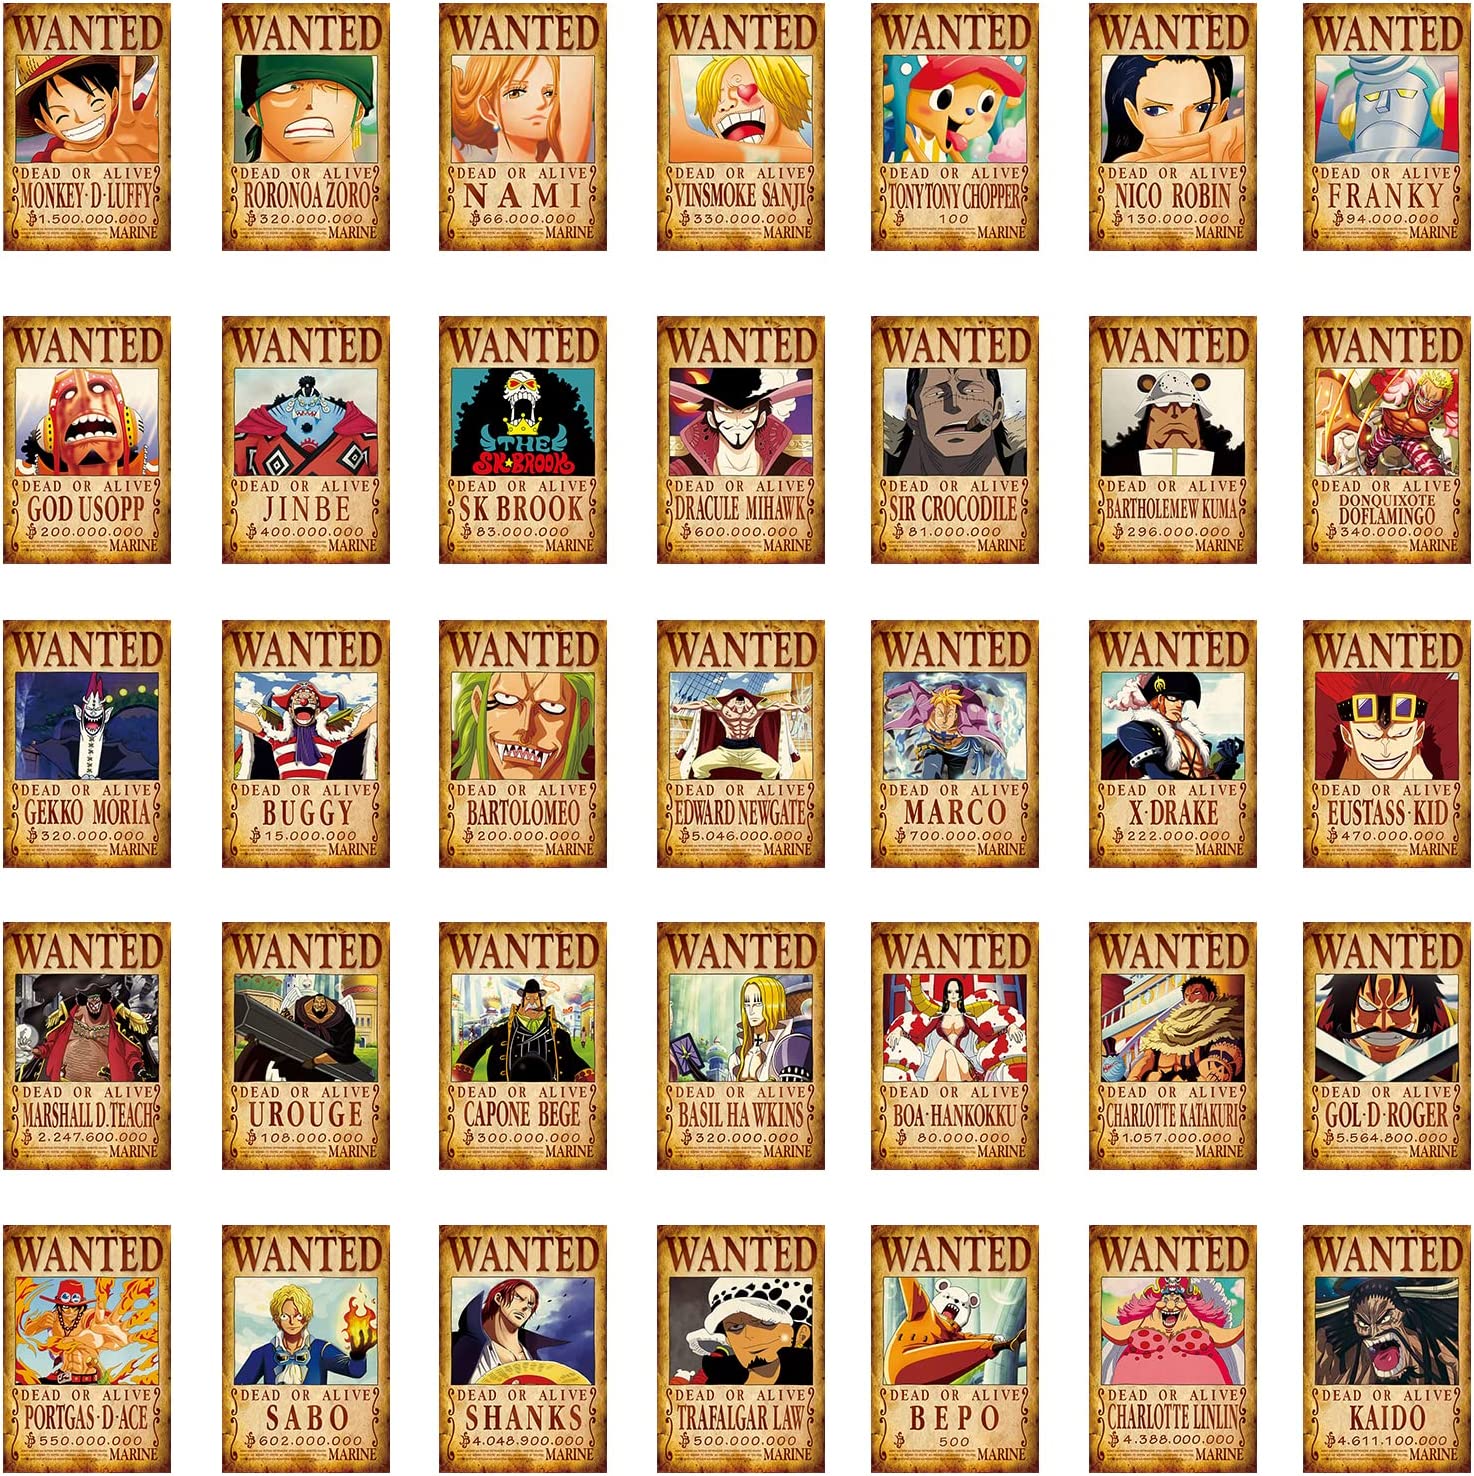 WANTED
DEAD OR ALIVE
MONKEY·D·LUFFY
฿1.500.000.000
MARINE
WANTED
DEAD OR ALIVE
RORONOA ZORO
฿320.000.000
MARINE
WANTED
DEAD OR ALIVE
NAMI
฿66.000.000
MARINE
WANTED
DEAD OR ALIVE
VINSMOKE SANJI
฿330.000.000
MARINE
WANTED
DEAD OR ALIVE
TONYTONY CHOPPER
100
MARINE
WANTED
DEAD OR ALIVE
NICO ROBIN
฿130.000.000
MARINE
WANTED
DEAD OR ALIVE
FRANKY
฿94.000.000
MARINE
WANTED
DEAD OR ALIVE
GOD USOPP
฿200.000.000
MARINE
WANTED
DEAD OR ALIVE
JINBE
฿400.000.000
MARINE
WANTED
THE
SK★BROOK
DEAD OR ALIVE
SK BROOK
฿83.000.000
MARINE
WANTED
DEAD OR ALIVE
DRACULE MIHAWK
฿600.000.000
MARINE
WANTED
DEAD OR ALIVE
SIR CROCODILE
฿81.000.000
MARINE
WANTED
DEAD OR ALIVE
BARTHOLEMEW KUMA
฿296.000.000
MARINE
WANTED
DEAD OR ALIVE
DONQUIXOTE
DOFLAMINGO
฿340.000.000
MARINE
WANTED
DEAD OR ALIVE
GEKKO MORIA
฿320.000.000
MARINE
WANTED
DEAD OR ALIVE
BUGGY
฿15.000.000
MARINE
WANTED
DEAD OR ALIVE
BARTOLOMEO
฿200.000.000
MARINE
WANTED
DEAD OR ALIVE
EDWARD NEWGATE
฿5.046.000.000
MARINE
WANTED
DEAD OR ALIVE
MARCO
฿700.000.000
MARINE
WANTED
DEAD OR ALIVE
X·DRAKE
฿222.000.000
MARINE
WANTED
DEAD OR ALIVE
EUSTASS·KID
฿470.000.000
MARINE
WANTED
DEAD OR ALIVE
MARSHALL D. TEACH
฿2.247.600.000
MARINE
WANTED
DEAD OR ALIVE
UROUGE
฿108.000.000
MARINE
WANTED
DEAD OR ALIVE
CAPONE BEGE
฿300.000.000
MARINE
WANTED
DEAD OR ALIVE
BASIL HA WKINS
฿320.000.000
MARINE
WANTED
DEAD OR ALIVE
BOA·HANKOKKU
฿80.000.000
MARINE
WANTED
DEAD OR ALIVE
CHARLOTTE KATAKURI
฿1.057.000.000
MARINE
WANTED
DEAD OR ALIVE
GOL·D·ROGER
฿5.564.800.000
MARINE
WANTED
DEAD OR ALIVE
PORTGAS·D·ACE
฿550.000.000
MARINE
WANTED
DEAD OR ALIVE
SABO
฿602.000.000
MARINE
WANTED
DEAD OR ALIVE
SHANKS
฿4.048.900.000
MARINE
WANTED
DEAD OR ALIVE
TRAFALGAR LAW
฿500.000.000
MARINE
WANTED
DEAD OR ALIVE
BEPO
500
MARINE
WANTED
DEAD OR ALIVE
CHARLOTTE LINLIN
฿4.388.000.000
MARINE
WANTED
DEAD OR ALIVE
KAIDO
฿4.611.100.000
MARINE